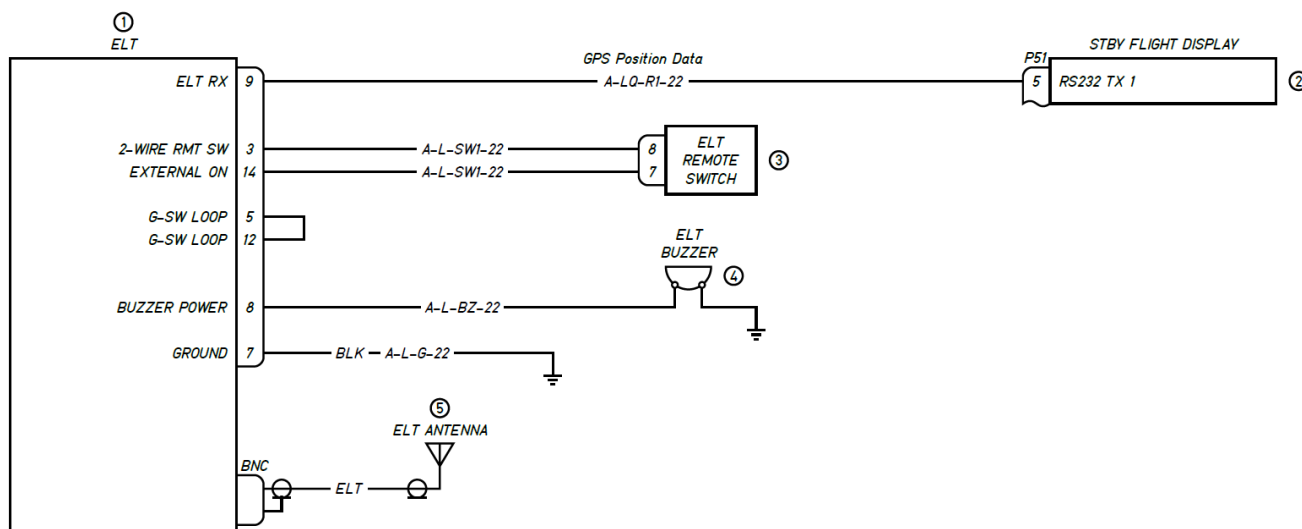 ①
ELT
ELT RX 9
GPS Position Data
A-LQ-R1-22
P51
5
STBY FLIGHT DISPLAY
RS232 TX 1
②
2-WIRE RMT SW 3
A-L-SW1-22
8
EXTERNAL ON 14
A-L-SW1-22
7
ELT
REMOTE
SWITCH
③
G-SW LOOP 5
G-SW LOOP 12
ELT
BUZZER
④
BUZZER POWER 8
A-L-BZ-22
GROUND 7
BLK
A-L-G-22
⑤
ELT ANTENNA
BNC
ELT